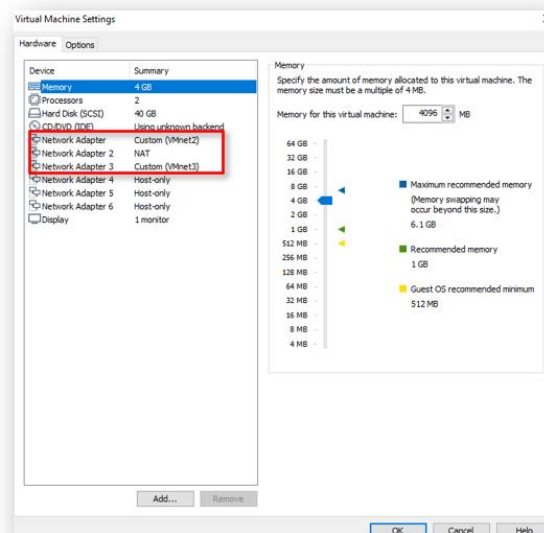 Virtual Machine Settings
Hardware Options
Device Summary
Memory 4 GB
Processors 2
Hard Disk (SCSI) 40 GB
CD/DVD (IDE) Using unknown backend
Network Adapter Custom (VMnet2)
Network Adapter 2 NAT
Network Adapter 3 Custom (VMnet3)
Network Adapter 4 Host-only
Network Adapter 5 Host-only
Network Adapter 6 Host-only
Display 1 monitor
Add... Remove
Memory
Specify the amount of memory allocated to this virtual machine. The
memory size must be a multiple of 4 MB.
Memory for this virtual machine: 4096 MB
64 GB
32 GB
16 GB
8 GB
4 GB
2 GB
1 GB
512 MB
256 MB
128 MB
64 MB
32 MB
16 MB
8 MB
4 MB
Maximum recommended memory
(Memory swapping may
occur beyond this size.)
6.1 GB
Recommended memory
1 GB
Guest OS recommended minimum
512 MB
OK Cancel Help